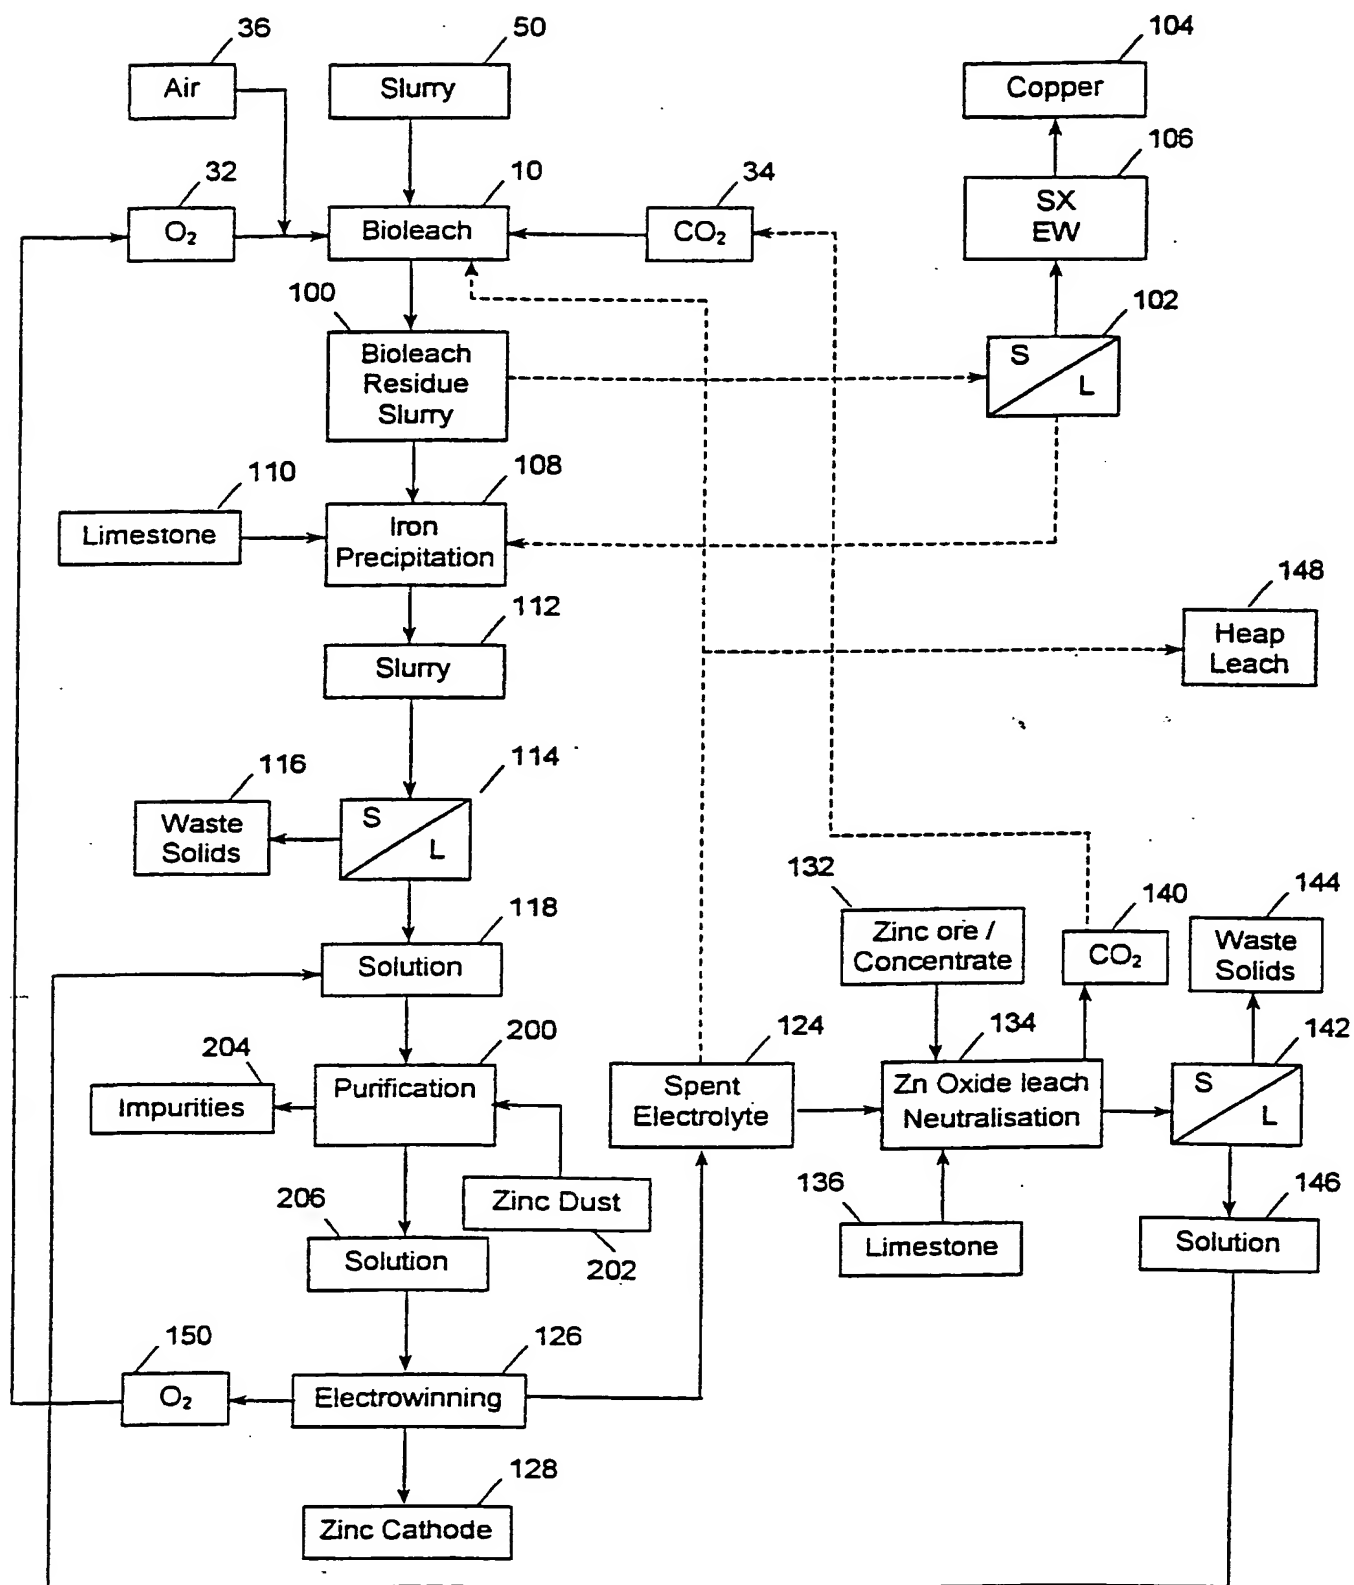 36
50
104
Air
Slurry
Copper
106
32
10
34
O₂
Bioleach
CO₂
SX
EW
100
102
Bioleach
Residue
Slurry
S
L
110
108
Limestone
Iron
Precipitation
148
112
Heap
Leach
Slurry
116
114
Waste
Solids
S
L
132
140
144
118
Zinc ore /
Concentrate
CO₂
Waste
Solids
Solution
204
200
124
134
142
Impurities
Purification
Spent
Electrolyte
Zn Oxide leach
Neutralisation
S
L
206
Zinc Dust
136
146
Solution
202
Limestone
Solution
150
126
O₂
Electrowinning
128
Zinc Cathode